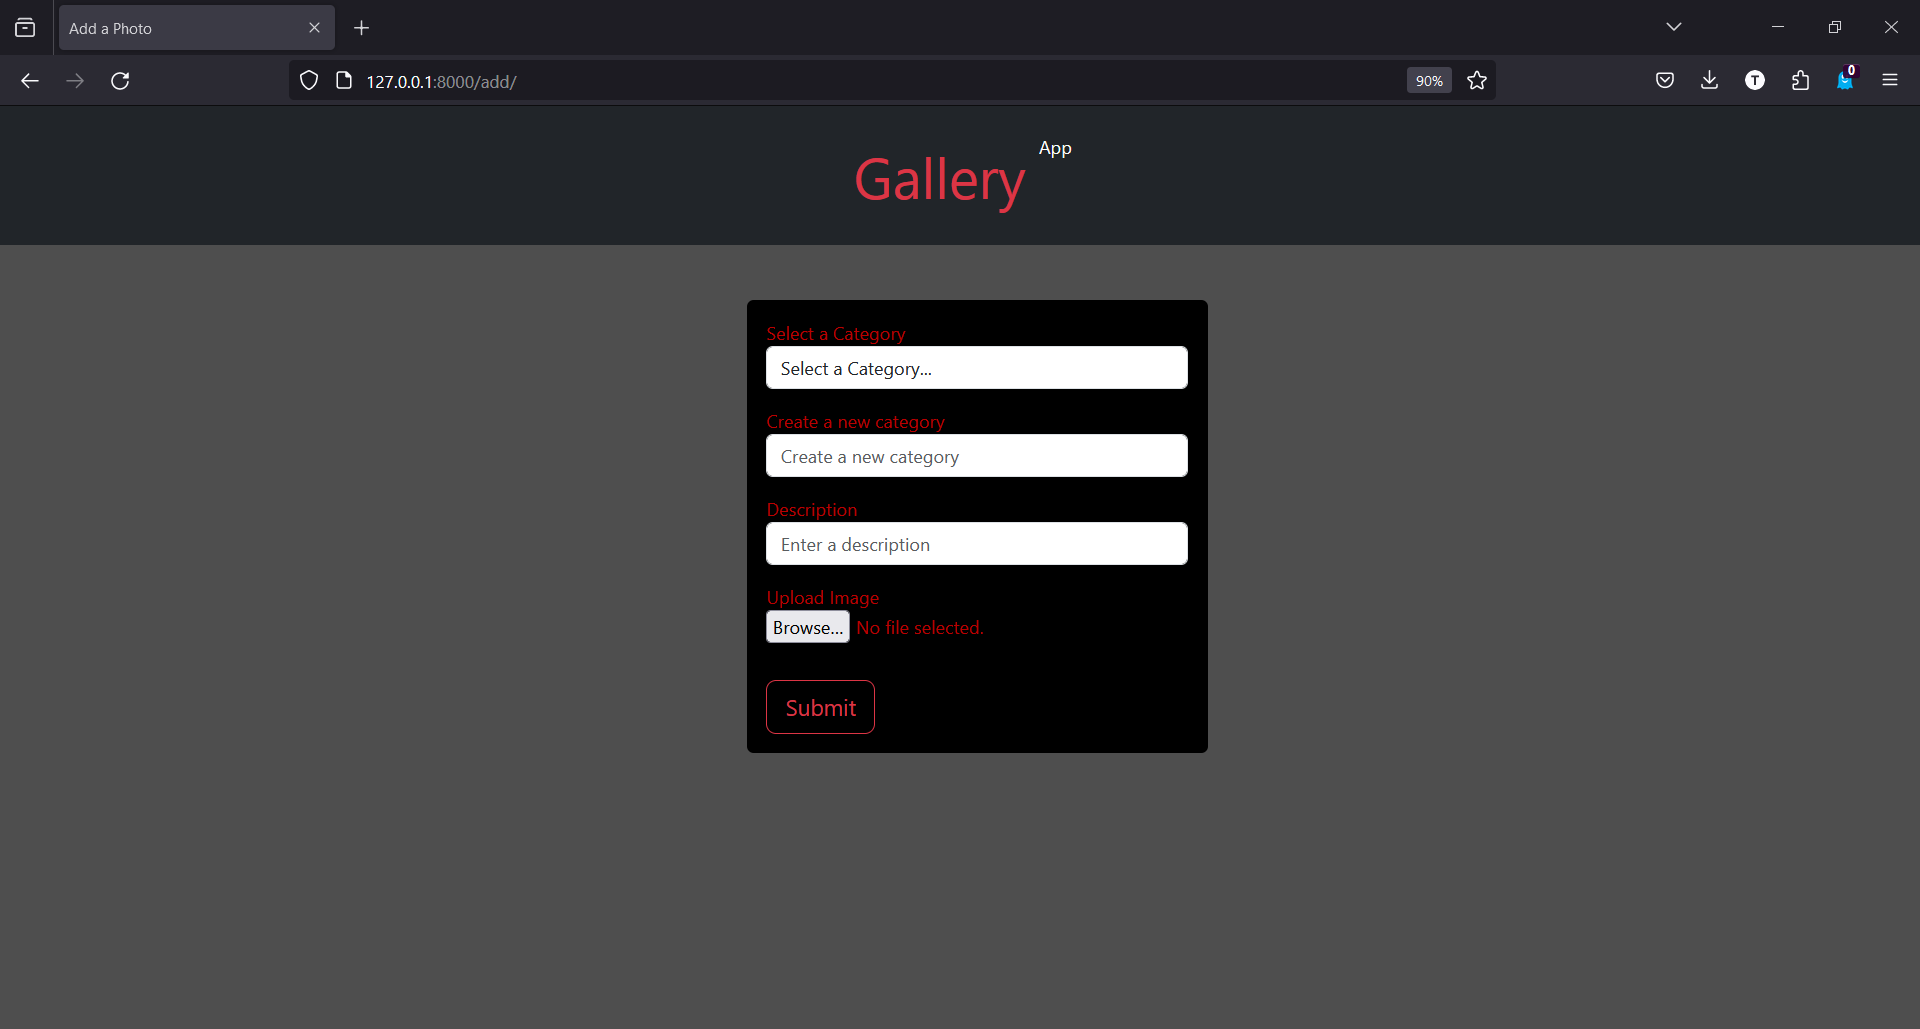 Add a Photo
127.0.0.1:8000/add/
90%
T
0
App
Gallery
Select a Category
Select a Category...
Create a new category
Create a new category
Description
Enter a description
Upload Image
Browse... No file selected.
Submit